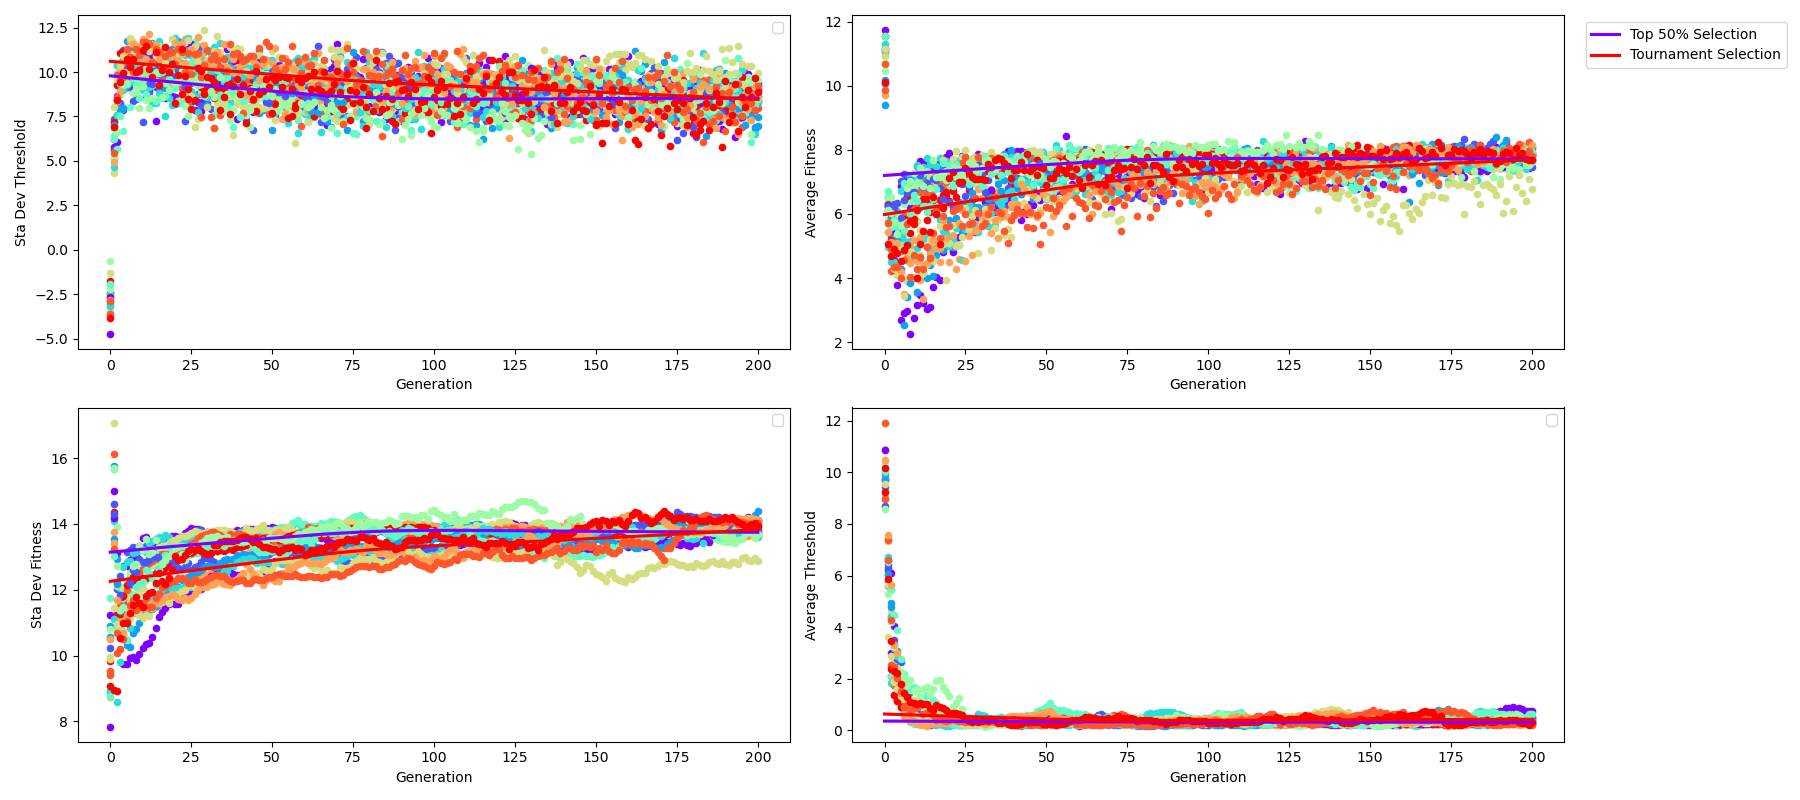 12.5
10.0
7.5
5.0
2.5
0.0
−2.5
−5.0
Sta Dev Threshold
0 25 50 75 100 125 150 175 200
Generation
12
10
8
6
4
2
Average Fitness
0 25 50 75 100 125 150 175 200
Generation
Top 50% Selection
Tournament Selection
16
14
12
10
8
Sta Dev Fitness
0 25 50 75 100 125 150 175 200
Generation
12
10
8
6
4
2
0
Average Threshold
0 25 50 75 100 125 150 175 200
Generation